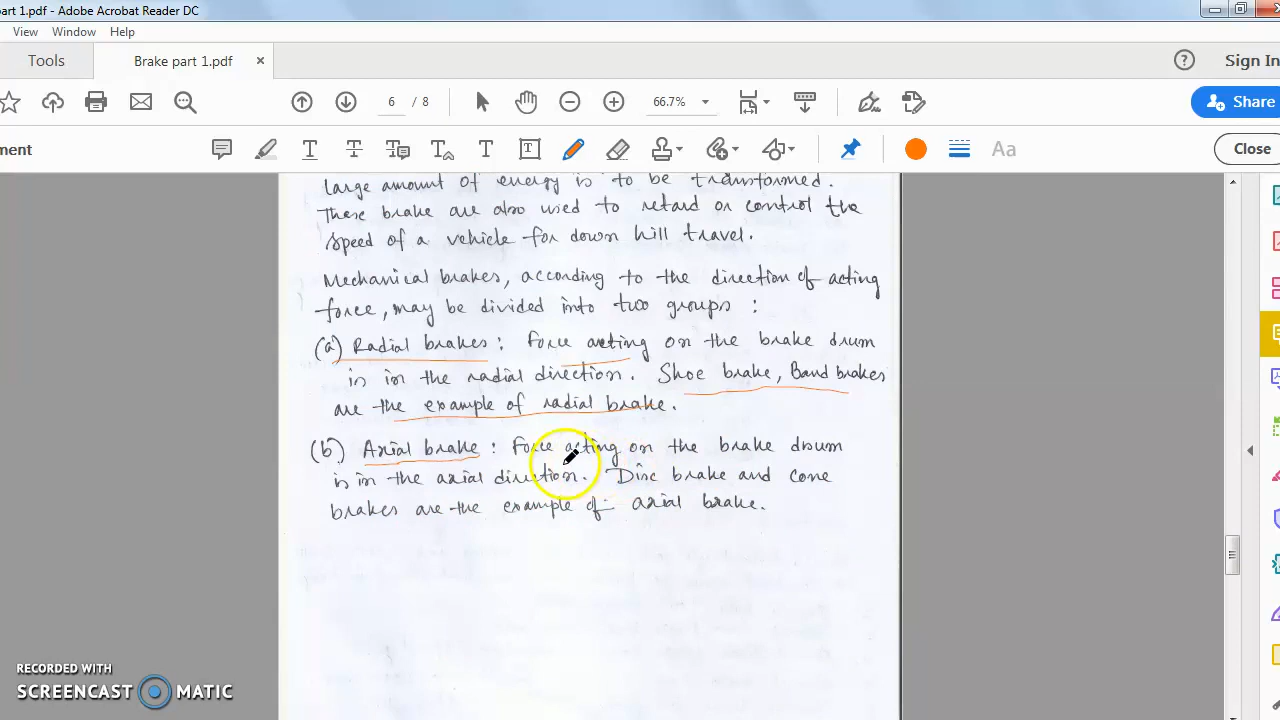 part 1.pdf - Adobe Acrobat Reader DC
View Window Help
Tools
Brake part 1.pdf
Sign In
6 / 8
66.7%
Share
ment
Aa
Close
large amount of energy is to be transformed.
These brake are also used to retard or control the
speed of a vehicle for down hill travel.
Mechanical brakes, according to the direction of acting
force, may be divided into two groups :
(a) Radial brakes : Force acting on the brake drum
is in the radial direction. Shoe brake, Band brakes
are the example of radial brake.
(b) Axial brake : Force acting on the brake drum
is in the axial direction. Disc brake and cone
brakes are the example of axial brake.
RECORDED WITH
SCREENCAST MATIC